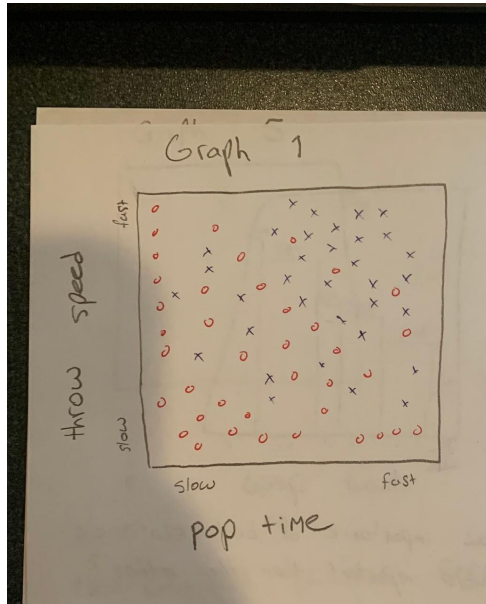 Graph 1
fast
throw speed
slow
slow fast
pop time